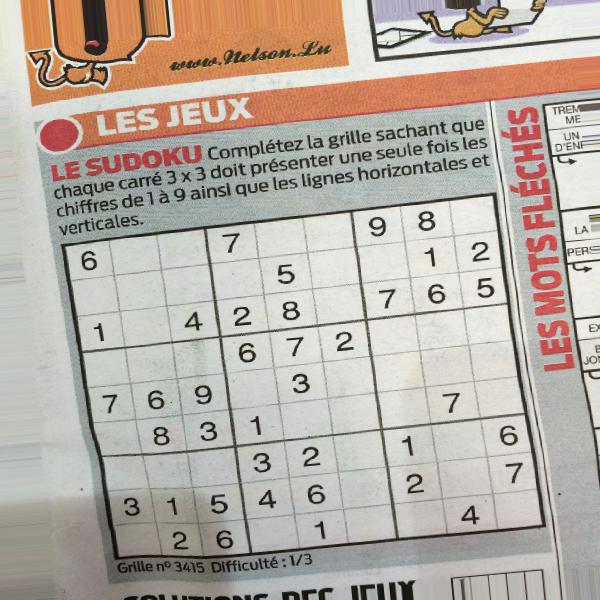 www.Nelson.Lu
LES JEUX
LE SUDOKU Complétez la grille sachant que
chaque carré 3 x 3 doit présenter une seule fois les
chiffres de 1 à 9 ainsi que les lignes horizontales et
verticales.
6 7 9 8
5 1 2
1 4 2 8 7 6 5
6 7 2
7 6 9 3
8 3 1 7
3 2 1 6
3 1 5 4 6 2 7
2 6 1 4
Grille nº 3415 Difficulté : 1/3
SOLUTIONS DES JEUX
LES MOTS FLÉCHÉS
TREM
ME
UN
LA
PERS
EX